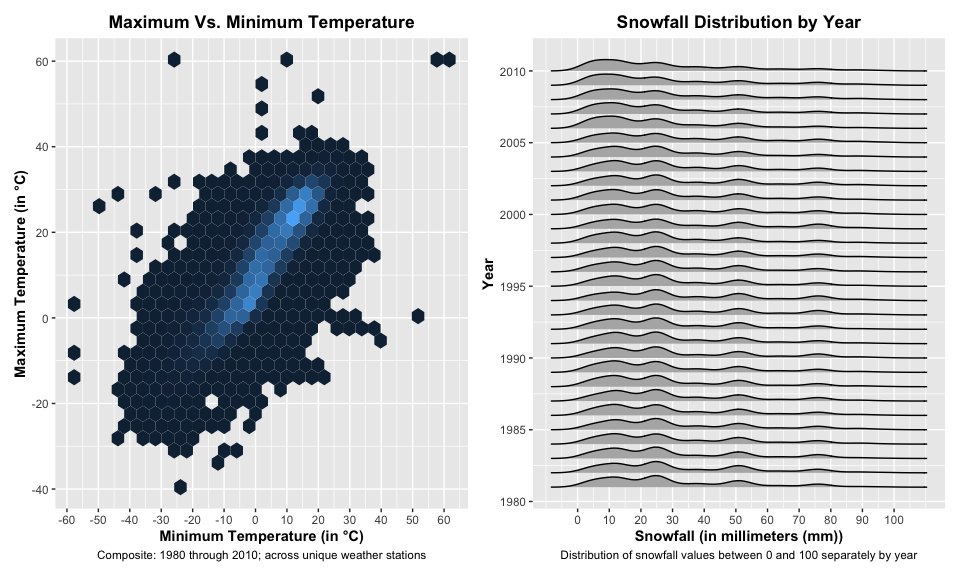 Maximum Vs. Minimum Temperature
Maximum Temperature (in °C)
60
40
20
0
-20
-40
-60 -50 -40 -30 -20 -10 0 10 20 30 40 50 60
Minimum Temperature (in °C)
Composite: 1980 through 2010; across unique weather stations
Snowfall Distribution by Year
Year
2010
2005
2000
1995
1990
1985
1980
0 10 20 30 40 50 60 70 80 90 100
Snowfall (in millimeters (mm))
Distribution of snowfall values between 0 and 100 separately by year